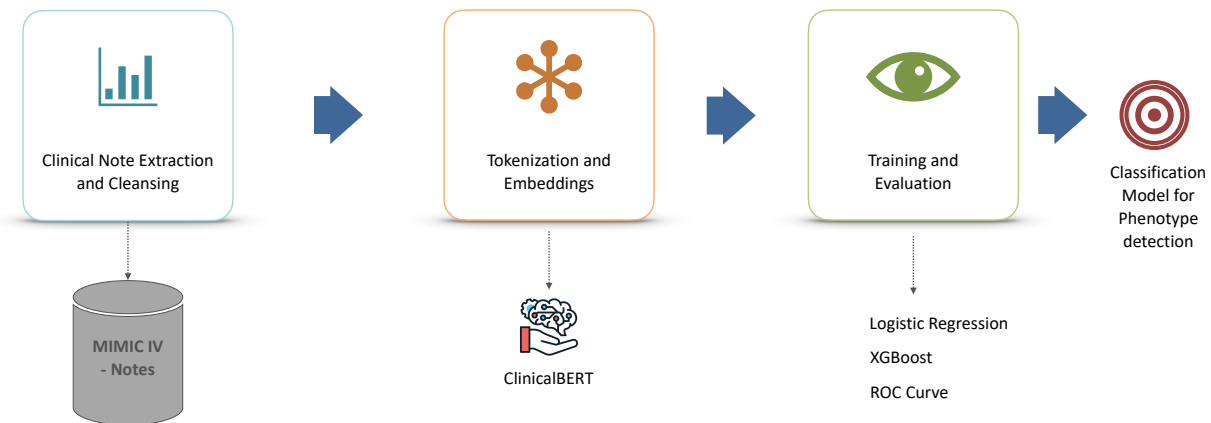 Clinical Note Extraction
and Cleansing
Tokenization and
Embeddings
Training and
Evaluation
Classification
Model for
Phenotype
detection
MIMIC IV
- Notes
ClinicalBERT
Logistic Regression
XGBoost
ROC Curve